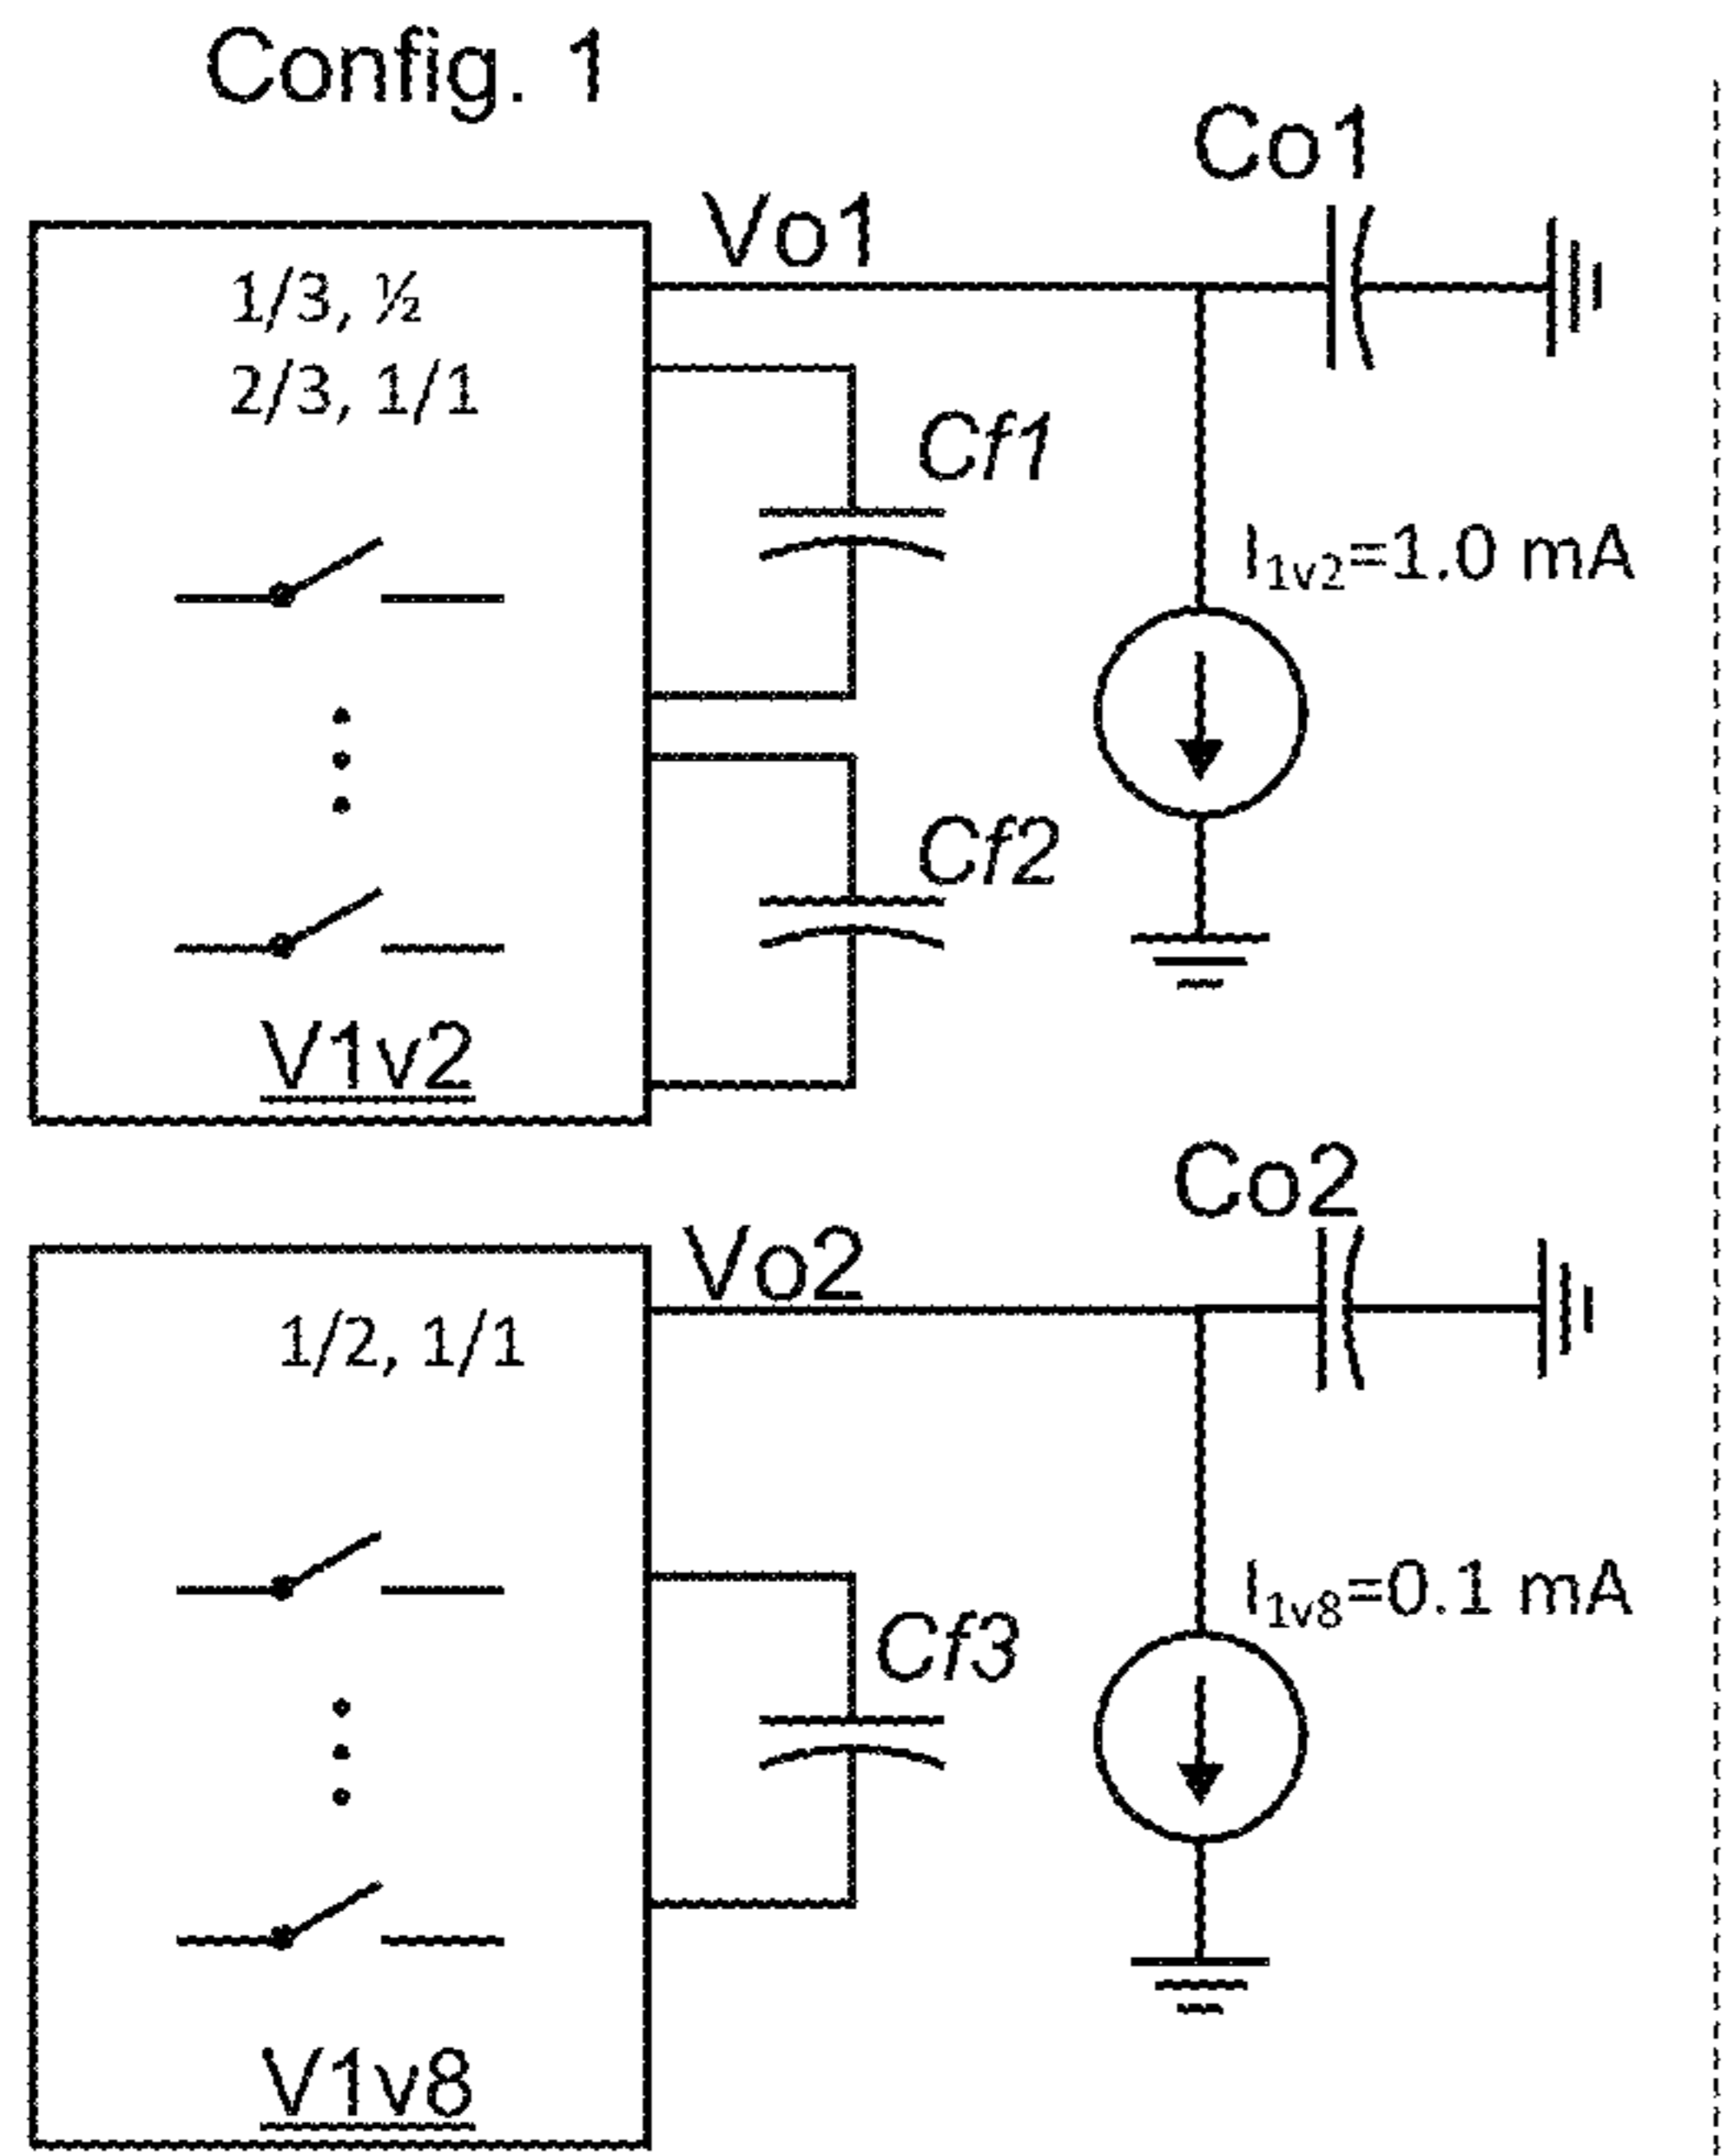 Config. 1
Co1
Vo1
1/3, ½
2/3, 1/1
Cf1
I1v2=1.0 mA
Cf2
V1v2
Co2
Vo2
1/2, 1/1
I1v8=0.1 mA
Cf3
V1v8